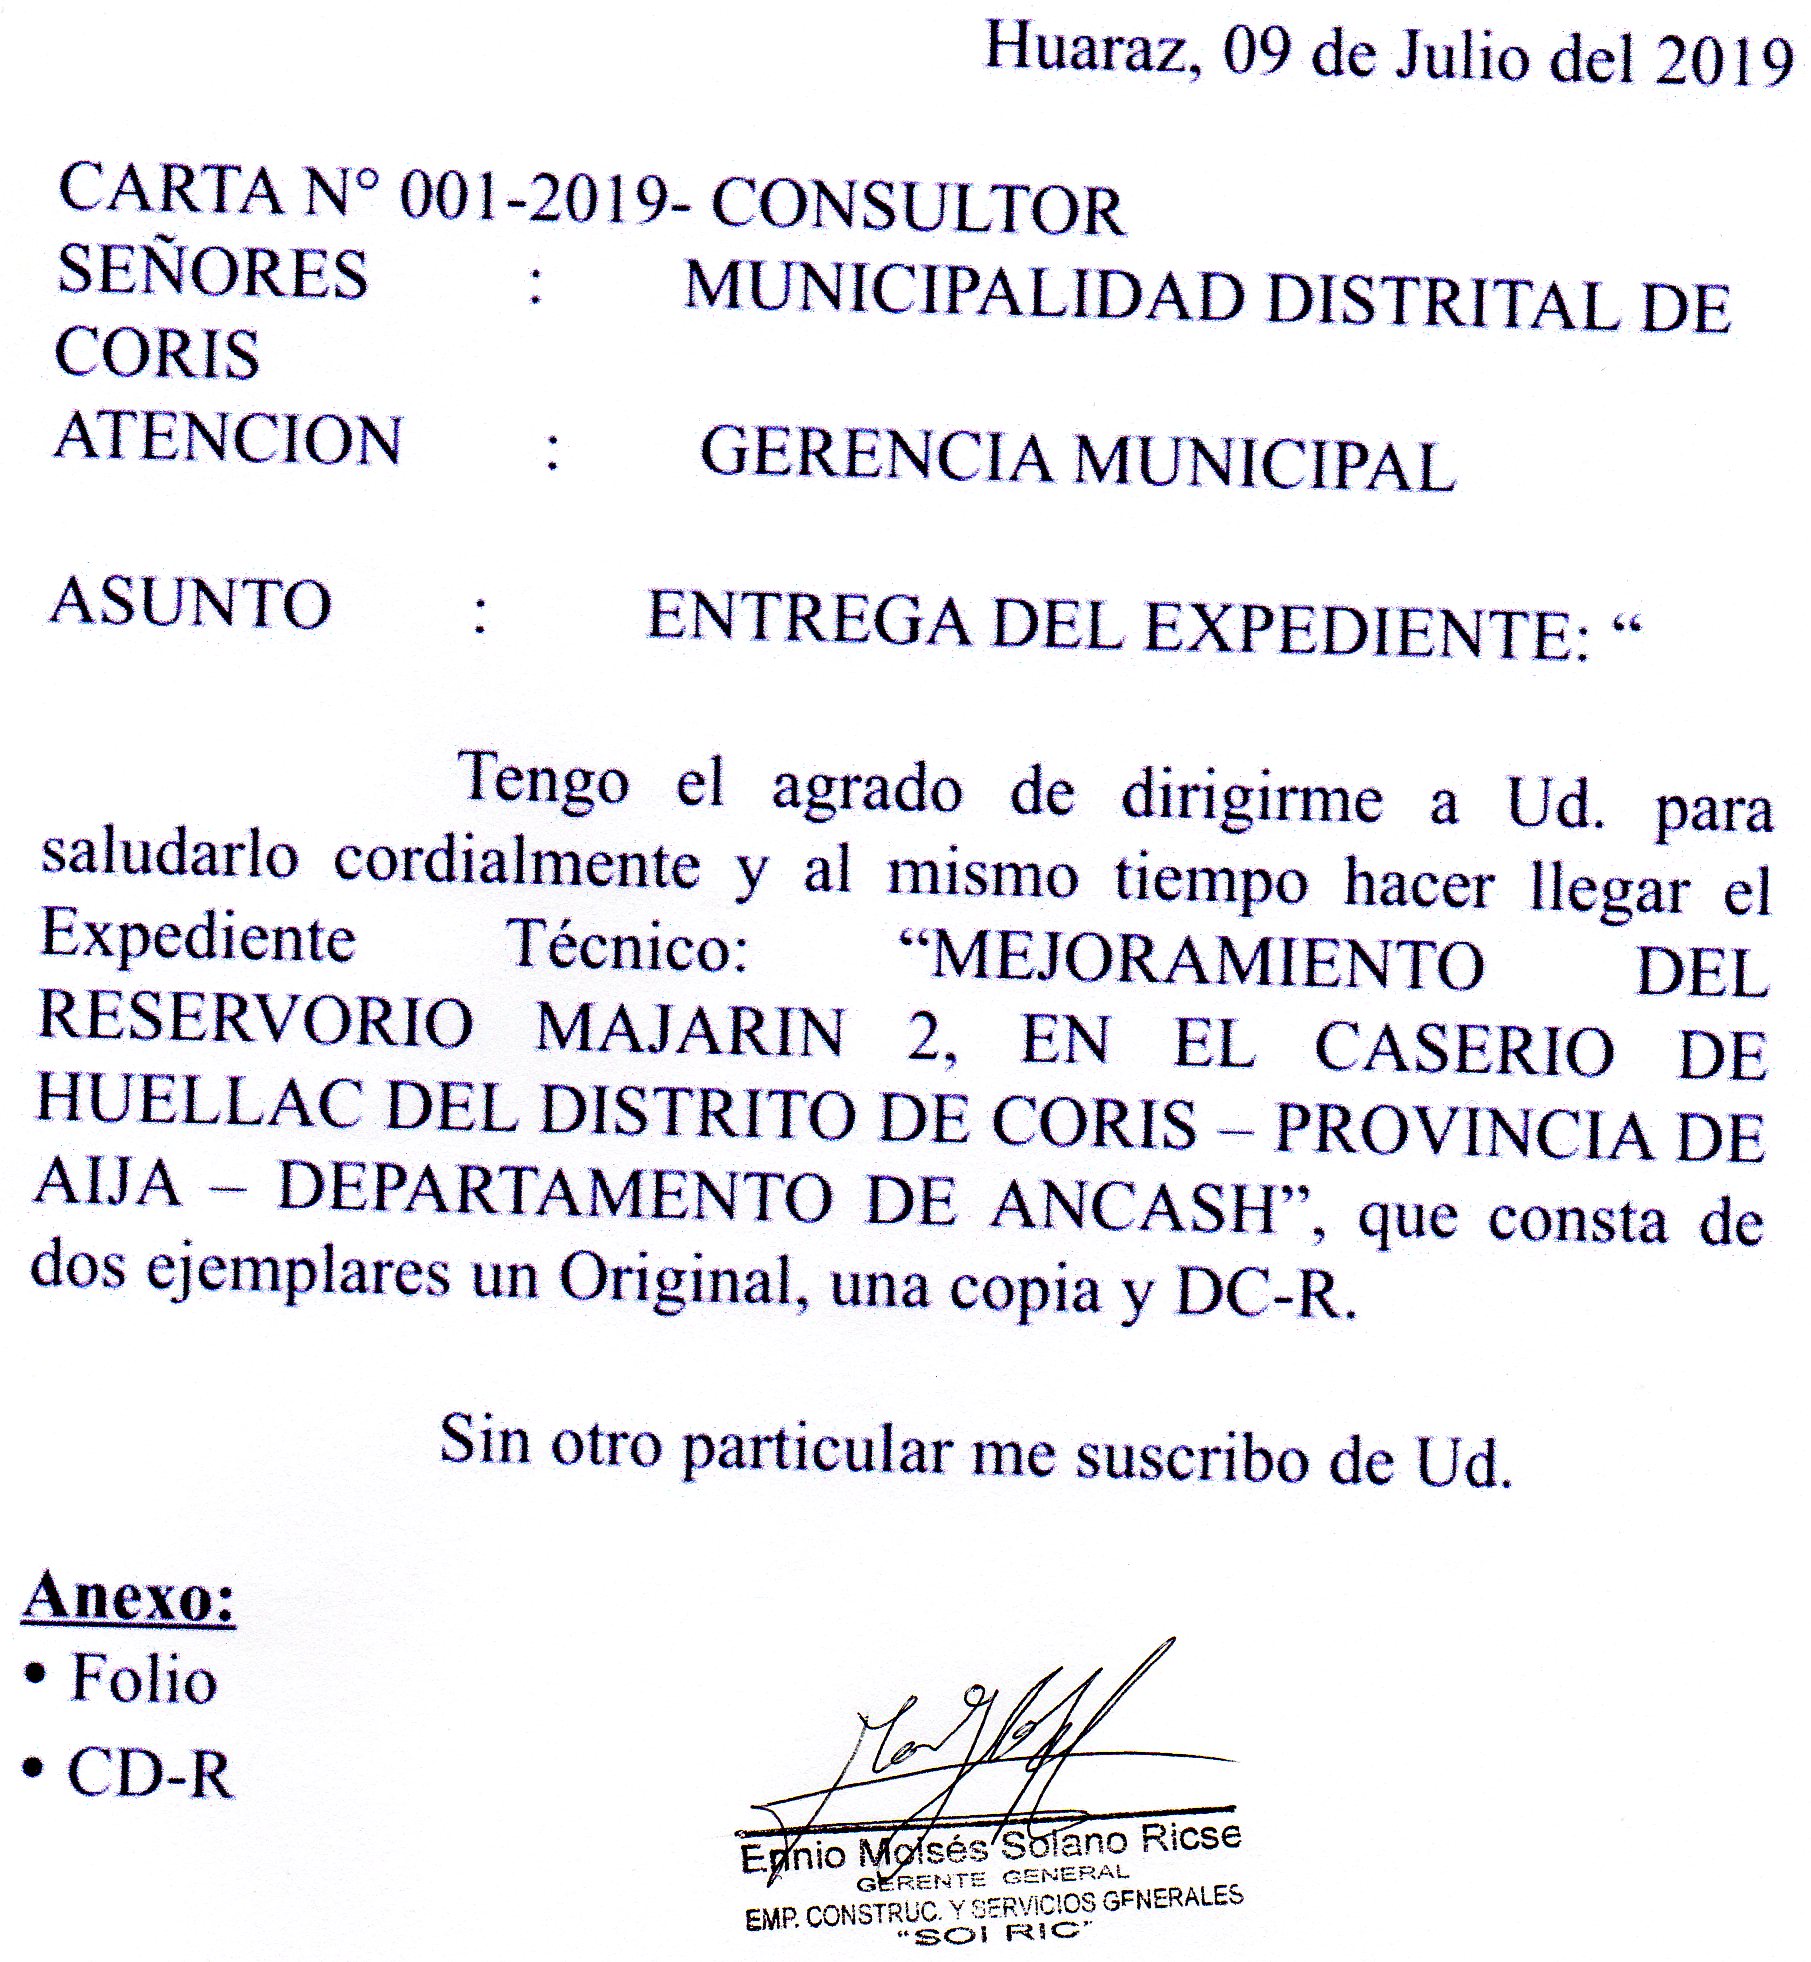 Huaraz, 09 de Julio del 2019
CARTA N° 001-2019- CONSULTOR
SEÑORES : MUNICIPALIDAD DISTRITAL DE
CORIS
ATENCION : GERENCIA MUNICIPAL
ASUNTO : ENTREGA DEL EXPEDIENTE: “
Tengo el agrado de dirigirme a Ud. para
saludarlo cordialmente y al mismo tiempo hacer llegar el
Expediente Técnico: “MEJORAMIENTO DEL
RESERVORIO MAJARIN 2, EN EL CASERIO DE
HUELLAC DEL DISTRITO DE CORIS – PROVINCIA DE
AIJA – DEPARTAMENTO DE ANCASH”, que consta de
dos ejemplares un Original, una copia y DC-R.
Sin otro particular me suscribo de Ud.
Anexo:
• Folio
• CD-R
Ennio Moisés Solano Ricse
GERENTE GENERAL
EMP. CONSTRUC. Y SERVICIOS GENERALES
“SOl RIC”